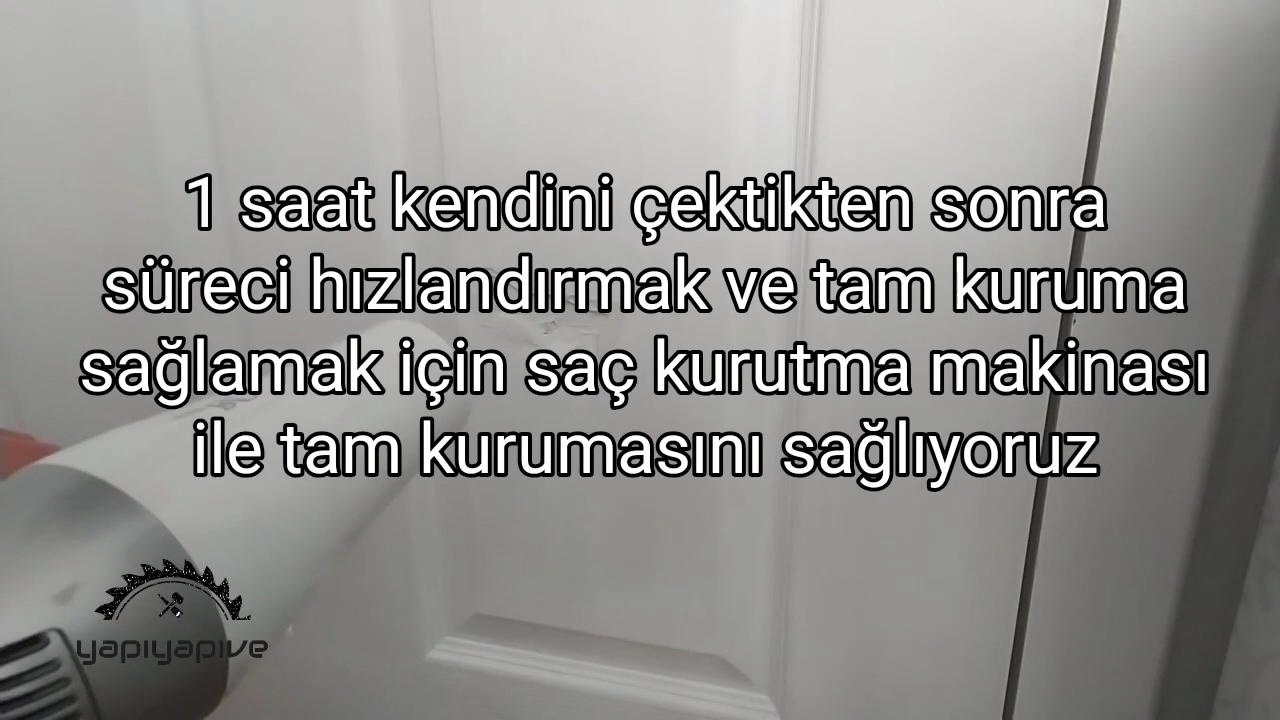 1 saat kendini çektikten sonra
süreci hızlandırmak ve tam kuruma
sağlamak için saç kurutma makinası
ile tam kurumasını sağlıyoruz
yapıyapıve